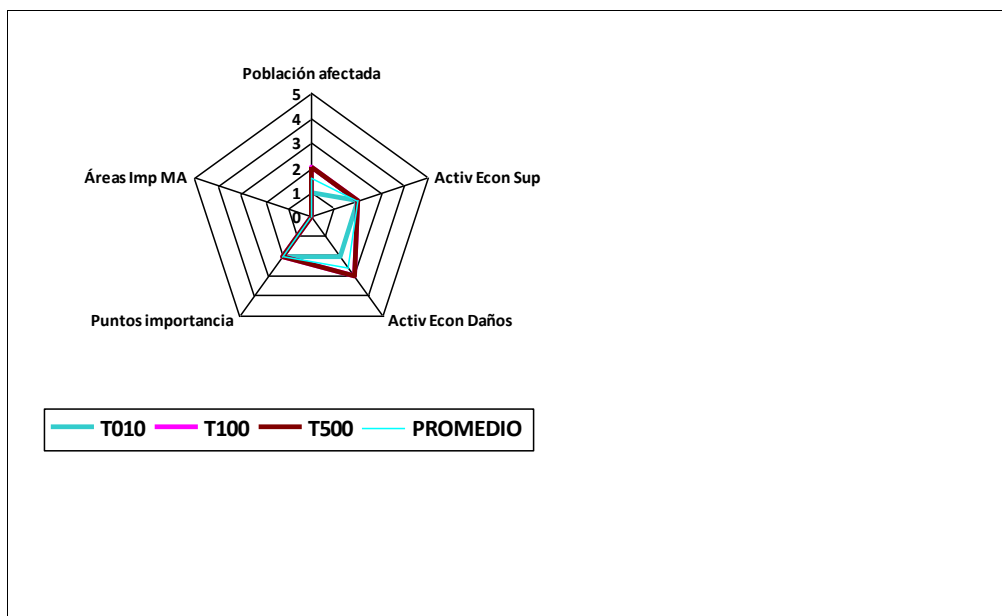 Población afectada
5
4
3
2
1
0
Áreas Imp MA
Activ Econ Sup
Puntos importancia
Activ Econ Daños
T010 T100 T500 PROMEDIO